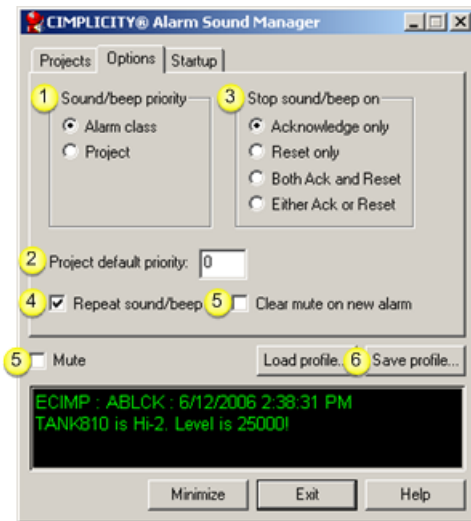 CIMPLICITY® Alarm Sound Manager
Projects Options Startup
1 Sound/beep priority
Alarm class
Project
3 Stop sound/beep on
Acknowledge only
Reset only
Both Ack and Reset
Either Ack or Reset
2 Project default priority: 0
4 Repeat sound/beep 5 Clear mute on new alarm
5 Mute Load profile... 6 Save profile...
ECIMP : ABLCK : 6/12/2006 2:38:31 PM
TANK810 is Hi-2. Level is 25000!
Minimize Exit Help